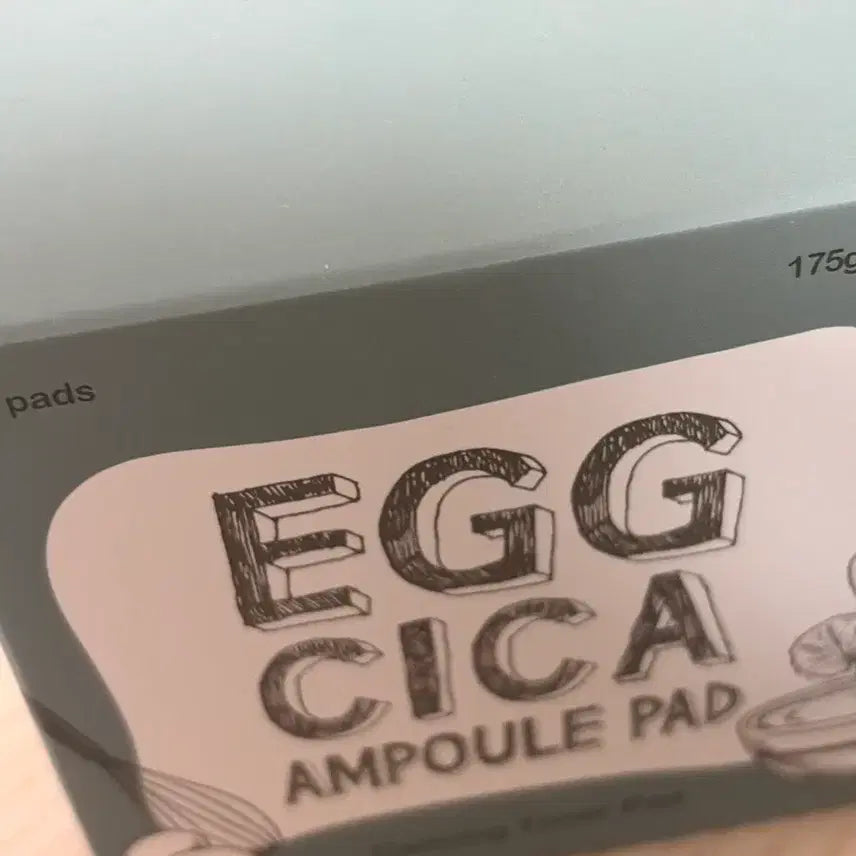 175g
pads
EGG
CICA
AMPOULE PAD